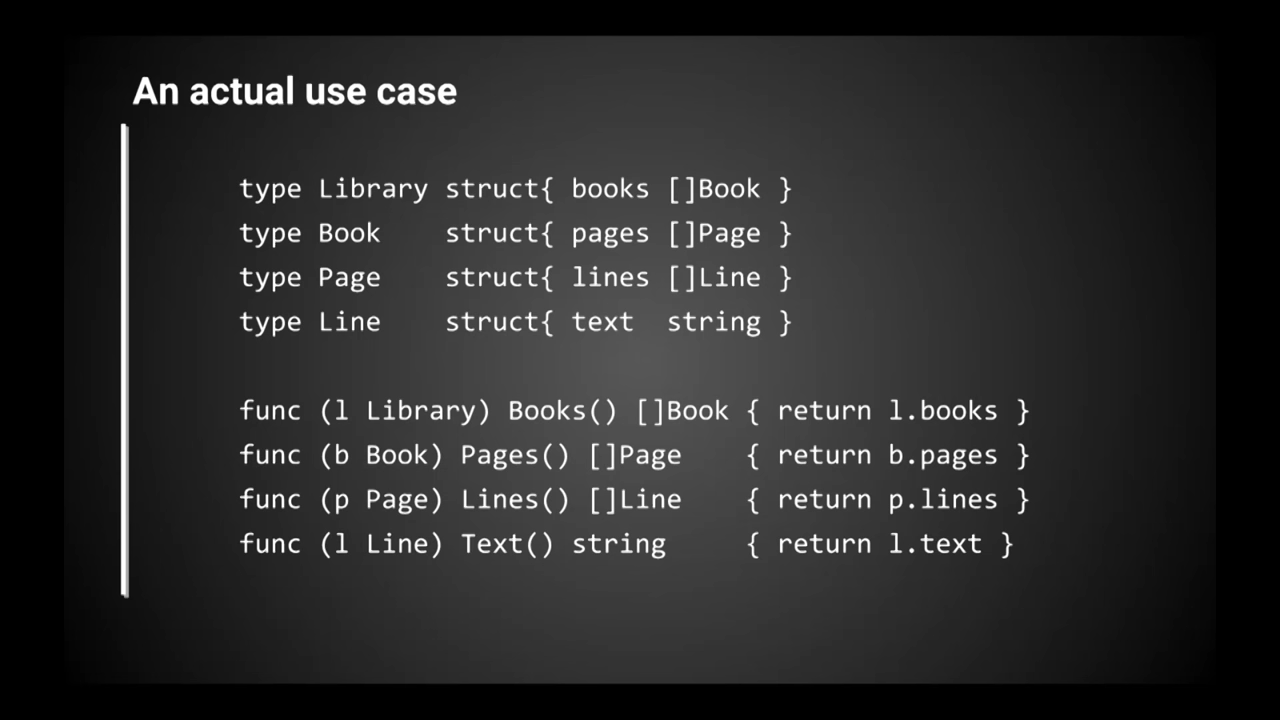 An actual use case
type Library struct{ books []Book }
type Book    struct{ pages []Page }
type Page    struct{ lines []Line }
type Line    struct{ text  string }
func (l Library) Books() []Book { return l.books }
func (b Book) Pages() []Page    { return b.pages }
func (p Page) Lines() []Line    { return p.lines }
func (l Line) Text() string     { return l.text }